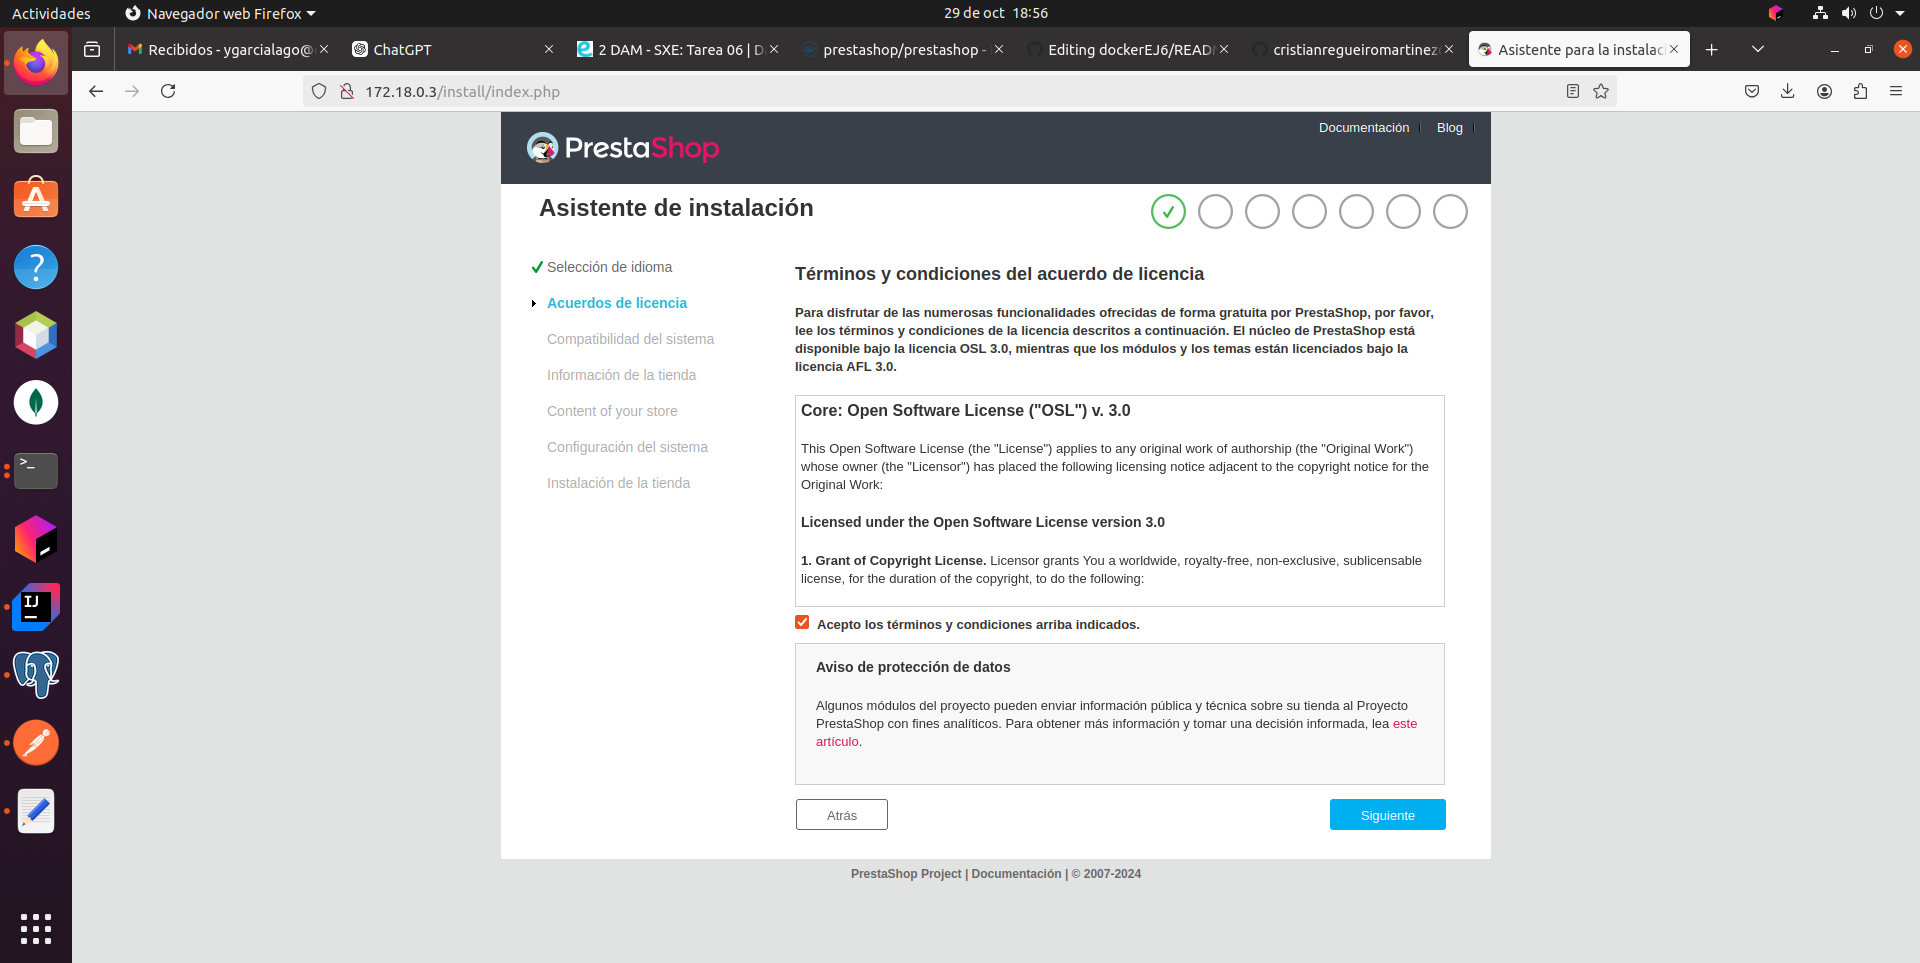 Actividades
Navegador web Firefox
29 de oct 18:56
Recibidos - ygarcialago@
ChatGPT
2 DAM - SXE: Tarea 06 | D
prestashop/prestashop -
Editing dockerEJ6/READ
cristianregueiromartinez
Asistente para la instalac
172.18.0.3/install/index.php
Documentación
Blog
PrestaShop
Asistente de instalación
Selección de idioma
Acuerdos de licencia
Compatibilidad del sistema
Información de la tienda
Content of your store
Configuración del sistema
Instalación de la tienda
Términos y condiciones del acuerdo de licencia
Para disfrutar de las numerosas funcionalidades ofrecidas de forma gratuita por PrestaShop, por favor,
lee los términos y condiciones de la licencia descritos a continuación. El núcleo de PrestaShop está
disponible bajo la licencia OSL 3.0, mientras que los módulos y los temas están licenciados bajo la
licencia AFL 3.0.
Core: Open Software License ("OSL") v. 3.0
This Open Software License (the "License") applies to any original work of authorship (the "Original Work")
whose owner (the "Licensor") has placed the following licensing notice adjacent to the copyright notice for the
Original Work:
Licensed under the Open Software License version 3.0
1. Grant of Copyright License. Licensor grants You a worldwide, royalty-free, non-exclusive, sublicensable
license, for the duration of the copyright, to do the following:
Acepto los términos y condiciones arriba indicados.
Aviso de protección de datos
Algunos módulos del proyecto pueden enviar información pública y técnica sobre su tienda al Proyecto
PrestaShop con fines analíticos. Para obtener más información y tomar una decisión informada, lea este
artículo.
Atrás
Siguiente
PrestaShop Project | Documentación | © 2007-2024
IJ